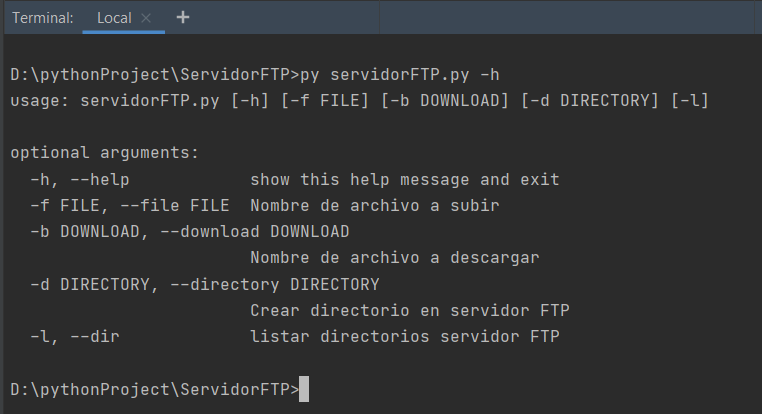 Terminal: Local × +
D:\pythonProject\ServidorFTP>py servidorFTP.py -h
usage: servidorFTP.py [-h] [-f FILE] [-b DOWNLOAD] [-d DIRECTORY] [-l]
optional arguments:
-h, --help show this help message and exit
-f FILE, --file FILE Nombre de archivo a subir
-b DOWNLOAD, --download DOWNLOAD
Nombre de archivo a descargar
-d DIRECTORY, --directory DIRECTORY
Crear directorio en servidor FTP
-l, --dir listar directorios servidor FTP
D:\pythonProject\ServidorFTP>